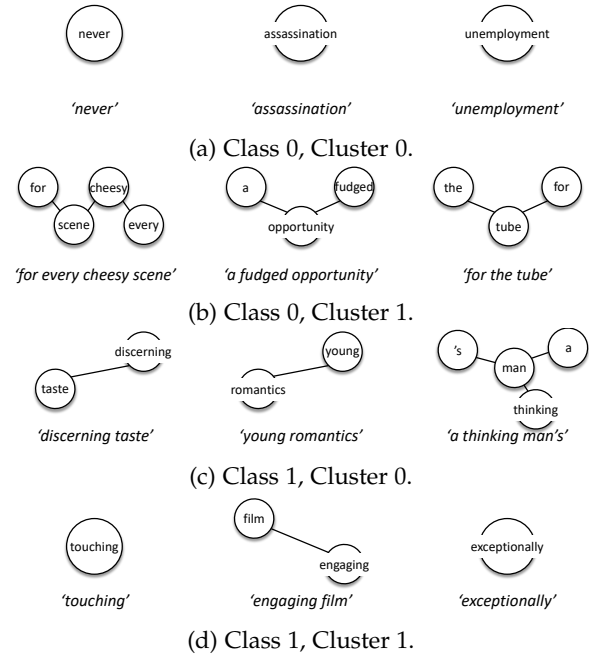 never assassination unemployment
'never' 'assassination' 'unemployment'
(a) Class 0, Cluster 0.
for cheesy a fudged the for
scene every opportunity tube
'for every cheesy scene' 'a fudged opportunity' 'for the tube'
(b) Class 0, Cluster 1.
discerning young 's man a
taste romantics thinking
'discerning taste' 'young romantics' 'a thinking man's'
(c) Class 1, Cluster 0.
film
touching engaging exceptionally
'touching' 'engaging film' 'exceptionally'
(d) Class 1, Cluster 1.